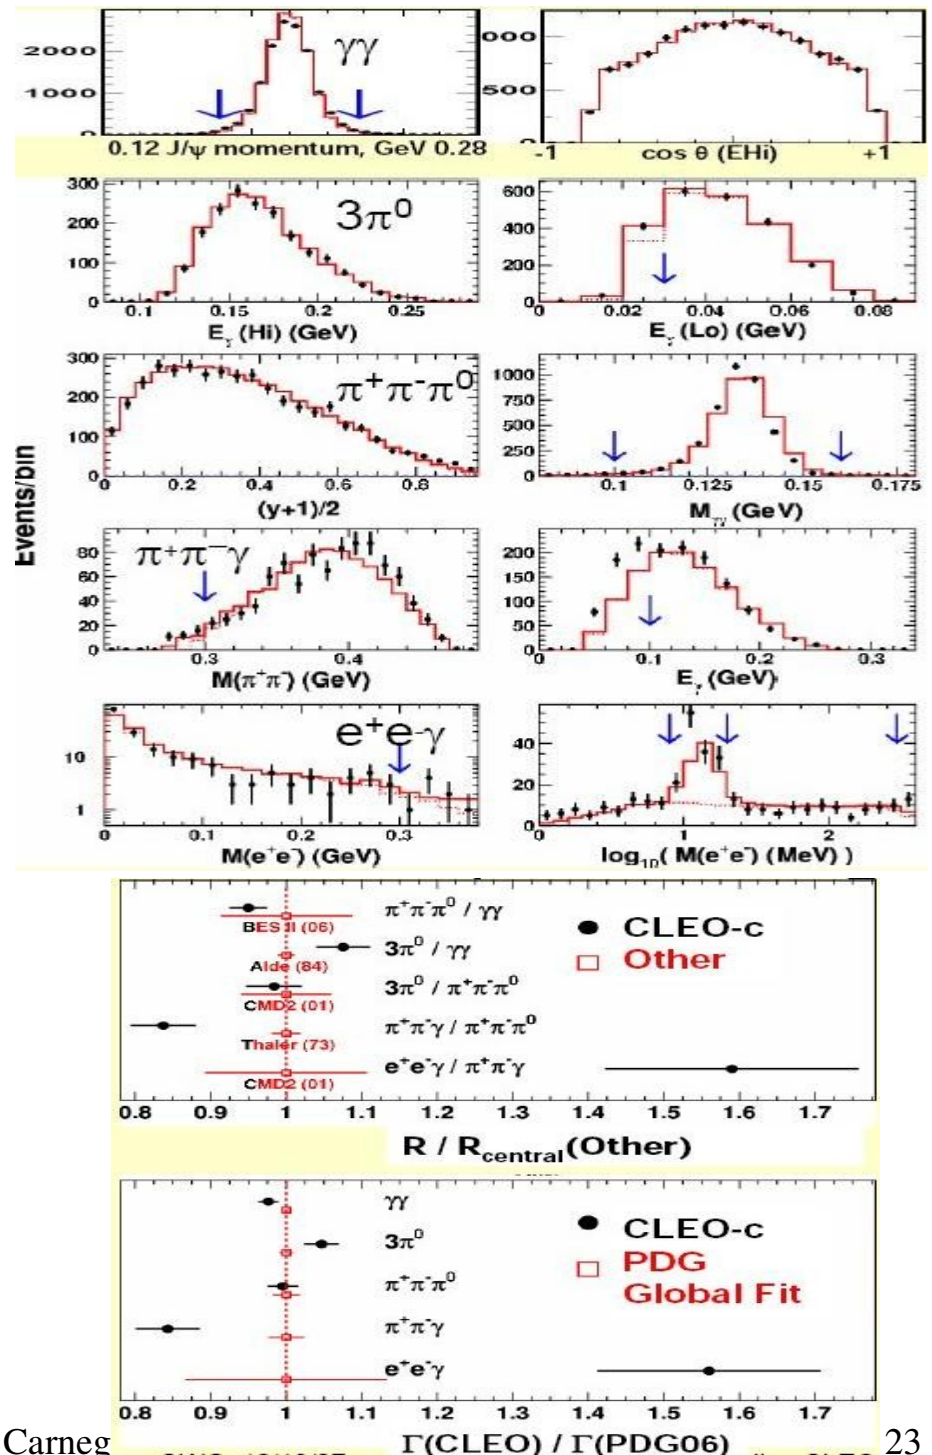 2000
1000
0
γγ
0.12 J/ψ momentum, GeV 0.28
000
500
0
-1 cos θ (EHi) +1
300
200
100
0
3π⁰
0.1 0.15 0.2 0.25
Eγ (Hi) (GeV)
600
400
200
0
0 0.02 0.04 0.06 0.08
Eγ (Lo) (GeV)
Events/bin
300
200
100
0
π⁺π⁻π⁰
0 0.2 0.4 0.6 0.8
(y+1)/2
1000
750
500
250
0
0.1 0.125 0.15 0.175
Mγγ (GeV)
80
60
40
20
0
π⁺π⁻γ
0.3 0.4
M(π⁺π⁻) (GeV)
200
150
100
50
0
0 0.1 0.2 0.3
Eγ (GeV)
10
1
e⁺e⁻γ
0 0.1 0.2 0.3
M(e⁺e⁻) (GeV)
40
20
0
0 1 2
log₁₀( M(e⁺e⁻) (MeV) )
π⁺π⁻π⁰ / γγ
BES II (06)
3π⁰ / γγ
Alde (84)
3π⁰ / π⁺π⁻π⁰
CMD2 (01)
π⁺π⁻γ / π⁺π⁻π⁰
Thaler (73)
e⁺e⁻γ / π⁺π⁻γ
CMD2 (01)
CLEO-c
Other
0.8 0.9 1 1.1 1.2 1.3 1.4 1.5 1.6 1.7
R / Rcentral(Other)
γγ
3π⁰
π⁺π⁻π⁰
π⁺π⁻γ
e⁺e⁻γ
CLEO-c
PDG
Global Fit
0.8 0.9 1 1.1 1.2 1.3 1.4 1.5 1.6 1.7
Carneg Γ(CLEO) / Γ(PDG06) 23